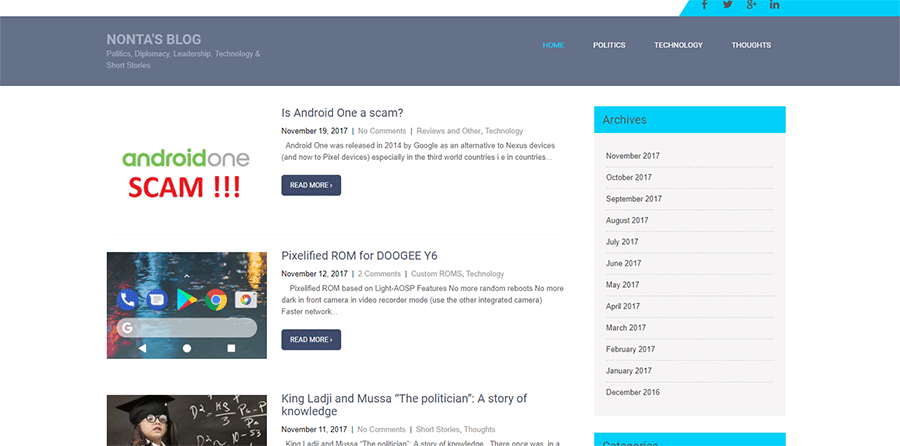 NONTA'S BLOG
Politics, Diplomacy, Leadership, Technology &
Short Stories
HOME
POLITICS
TECHNOLOGY
THOUGHTS
androidone
SCAM !!!
Is Android One a scam?
November 19, 2017 | No Comments | Reviews and Other, Technology
Android One was released in 2014 by Google as an alternative to Nexus devices
(and now to Pixel devices) especially in the third world countries i.e in countries...
READ MORE ›
Pixelified ROM for DOOGEE Y6
November 12, 2017 | 2 Comments | Custom ROMS, Technology
Pixelified ROM based on Light-AOSP Features No more random reboots No more
dark in front camera in video recorder mode (use the other integrated camera)
Faster network...
READ MORE ›
King Ladji and Mussa “The politician”: A story of
knowledge
November 11, 2017 | No Comments | Short Stories, Thoughts
King Ladji and Mussa "The politician": A story of knowledge There once was, in a
Archives
November 2017
October 2017
September 2017
August 2017
July 2017
June 2017
May 2017
April 2017
March 2017
February 2017
January 2017
December 2016
Categories